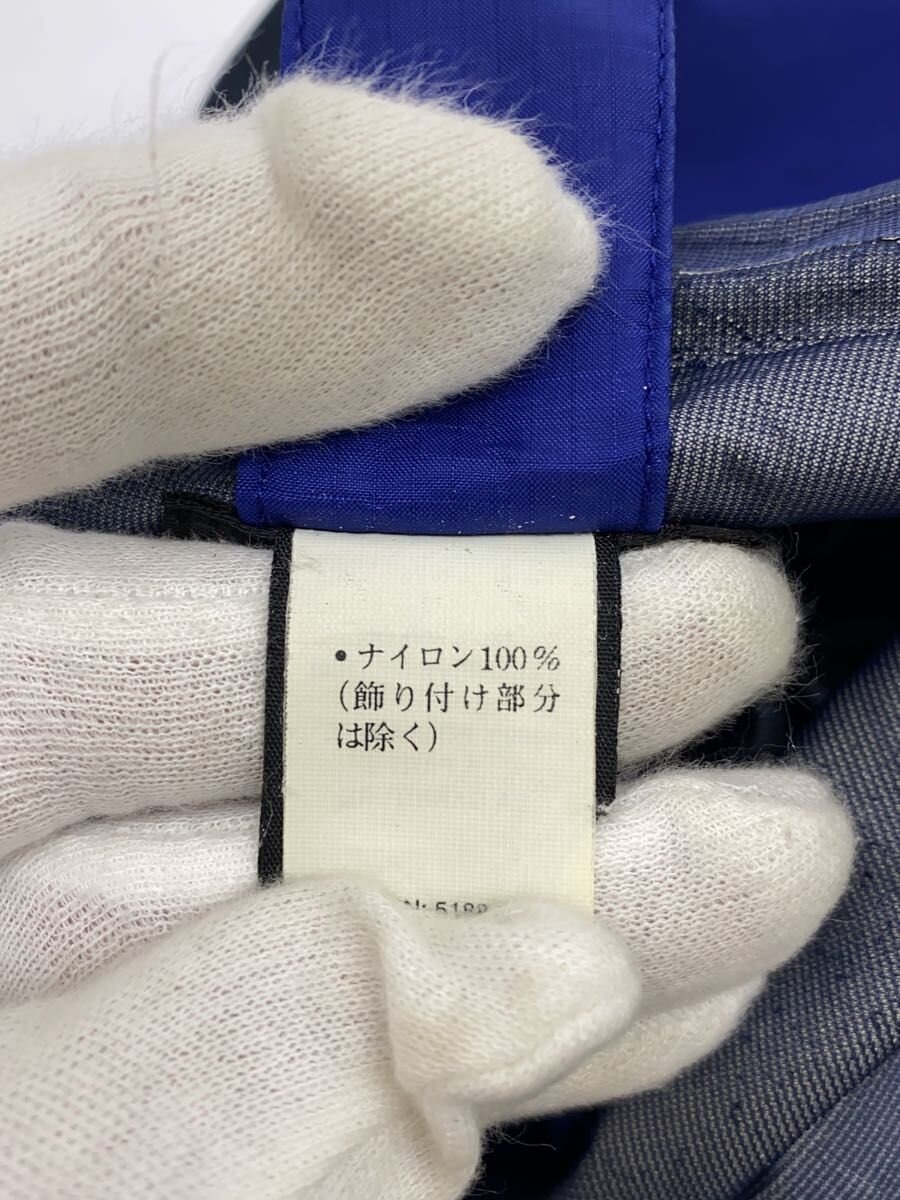 • ナイロン100%
(飾り付け部分
は除く)